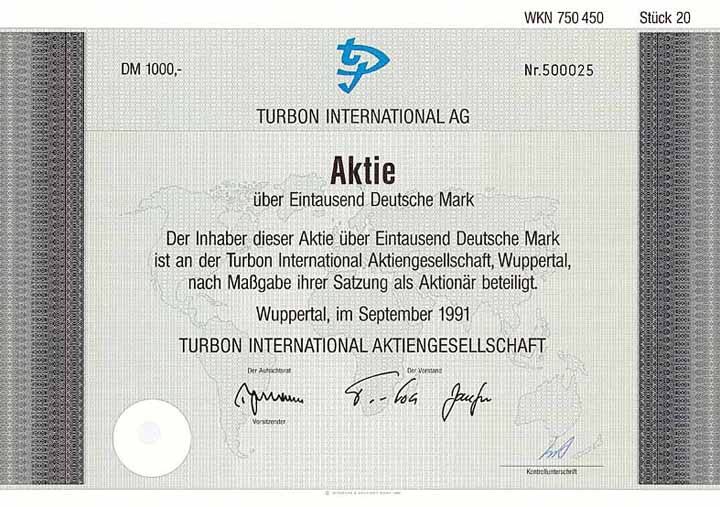 WKN 750 450 Stück 20
DM 1000,-
Nr.500025
TURBON INTERNATIONAL AG
Aktie
über Eintausend Deutsche Mark
Der Inhaber dieser Aktie über Eintausend Deutsche Mark
ist an der Turbon International Aktiengesellschaft, Wuppertal,
nach Maßgabe ihrer Satzung als Aktionär beteiligt.
Wuppertal, im September 1991
TURBON INTERNATIONAL AKTIENGESELLSCHAFT
Der Aufsichtsrat Der Vorstand
Vorsitzender
Kontrollunterschrift